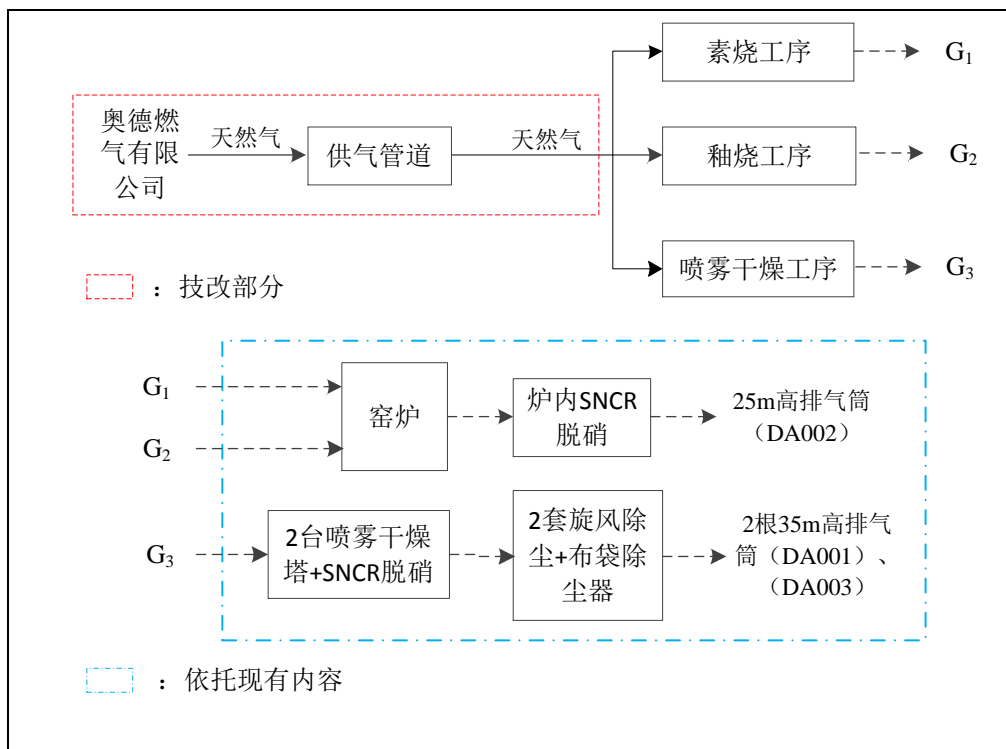 素烧工序
G₁
奥德燃
气有限
公司
天然气
供气管道
天然气
釉烧工序
G₂
喷雾干燥工序
G₃
：技改部分
G₁
G₂
窑炉
炉内SNCR
脱硝
25m高排气筒
（DA002）
G₃
2台喷雾干燥
塔+SNCR脱硝
2套旋风除
尘+布袋除
尘器
2根35m高排气
筒（DA001）、
（DA003）
：依托现有内容